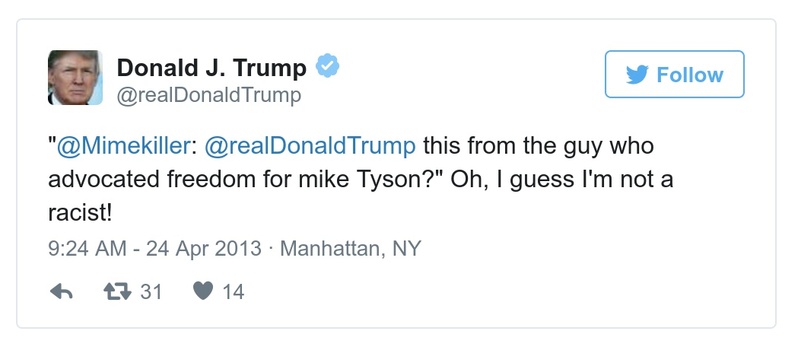 Donald J. Trump
@realDonaldTrump
Follow
"@Mimekiller: @realDonaldTrump this from the guy who
advocated freedom for mike Tyson?" Oh, I guess I'm not a
racist!
9:24 AM - 24 Apr 2013 · Manhattan, NY
31 14